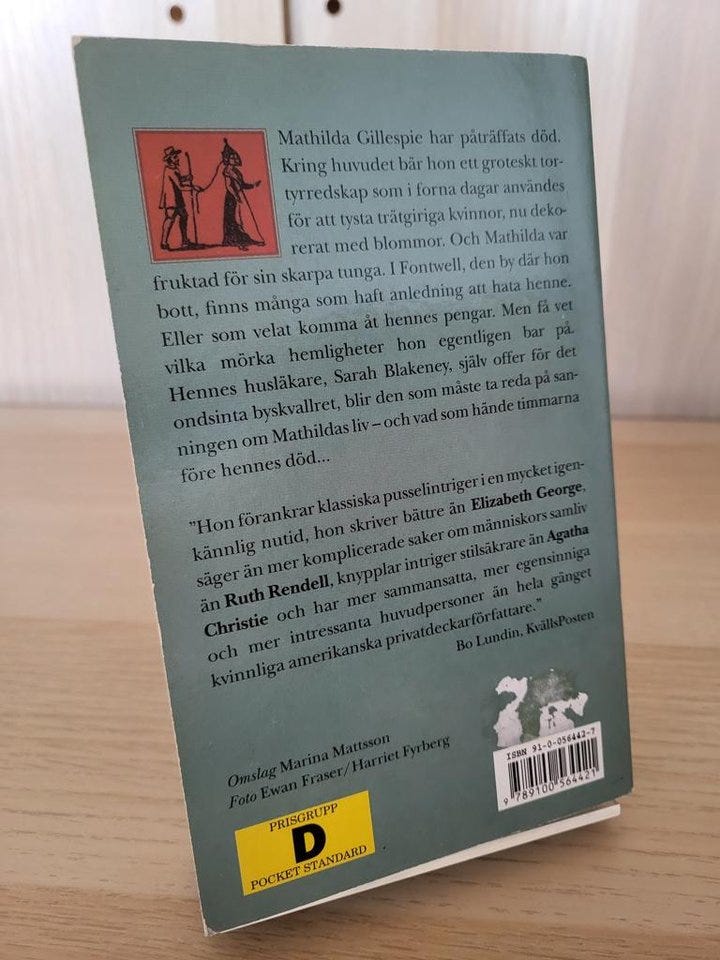 Mathilda Gillespie har påträffats död.
Kring huvudet bär hon ett groteskt tor-
tyrredskap som i forna dagar användes
för att tysta trätgiriga kvinnor, nu deko-
rerat med blommor. Och Mathilda var
fruktad för sin skarpa tunga. I Fontwell, den by där hon
bott, finns många som haft anledning att hata henne.
Eller som velat komma åt hennes pengar. Men få vet
vilka mörka hemligheter hon egentligen bar på.
Hennes husläkare, Sarah Blakeney, själv offer för det
ondsinta byskvallret, blir den som måste ta reda på san-
ningen om Mathildas liv – och vad som hände timmarna
före hennes död...
”Hon förankrar klassiska pusselintriger i en mycket igen-
kännlig nutid, hon skriver bättre än Elizabeth George,
säger än mer komplicerade saker om människors samliv
än Ruth Rendell, knypplar intriger stilsäkrare än Agatha
Christie och har mer sammansatta, mer egensinniga
och mer intressanta huvudpersoner än hela gänget
kvinnliga amerikanska privatdeckarförfattare.”
Bo Lundin, KvällsPosten
Omslag Marina Mattsson
Foto Ewan Fraser/Harriet Fyrberg
PRISGRUPP
D
POCKET STANDARD
ISBN 91-0-056442-7
9 789100 564421